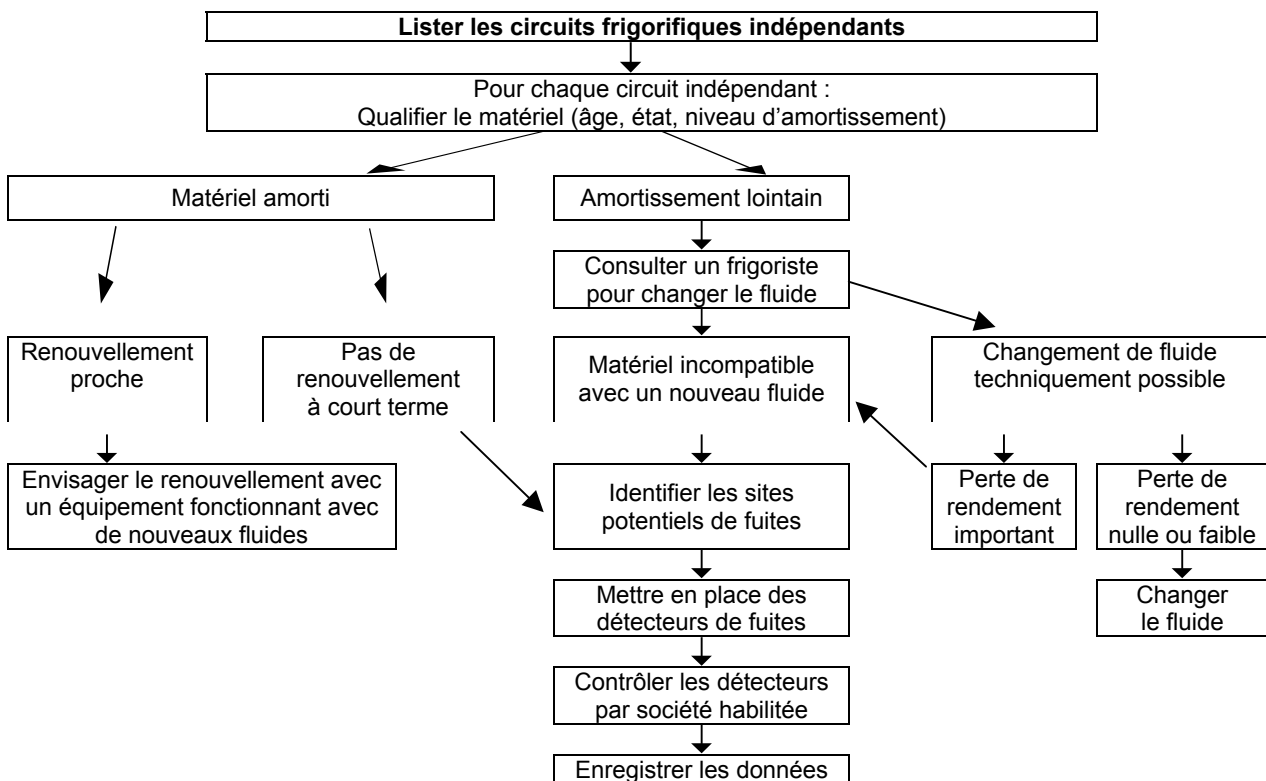 Lister les circuits frigorifiques indépendants
Pour chaque circuit indépendant :
Qualifier le matériel (âge, état, niveau d’amortissement)
Matériel amorti
Amortissement lointain
Consulter un frigoriste
pour changer le fluide
Renouvellement
proche
Pas de
renouvellement
à court terme
Matériel incompatible
avec un nouveau fluide
Changement de fluide
techniquement possible
Envisager le renouvellement avec
un équipement fonctionnant avec
de nouveaux fluides
Identifier les sites
potentiels de fuites
Perte de
rendement
important
Perte de
rendement
nulle ou faible
Mettre en place des
détecteurs de fuites
Changer
le fluide
Contrôler les détecteurs
par société habilitée
Enregistrer les données